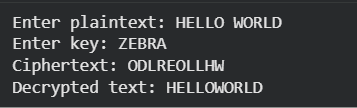 Enter plaintext: HELLO WORLD
Enter key: ZEBRA
Ciphertext: ODLREOLLHW
Decrypted text: HELLOWORLD